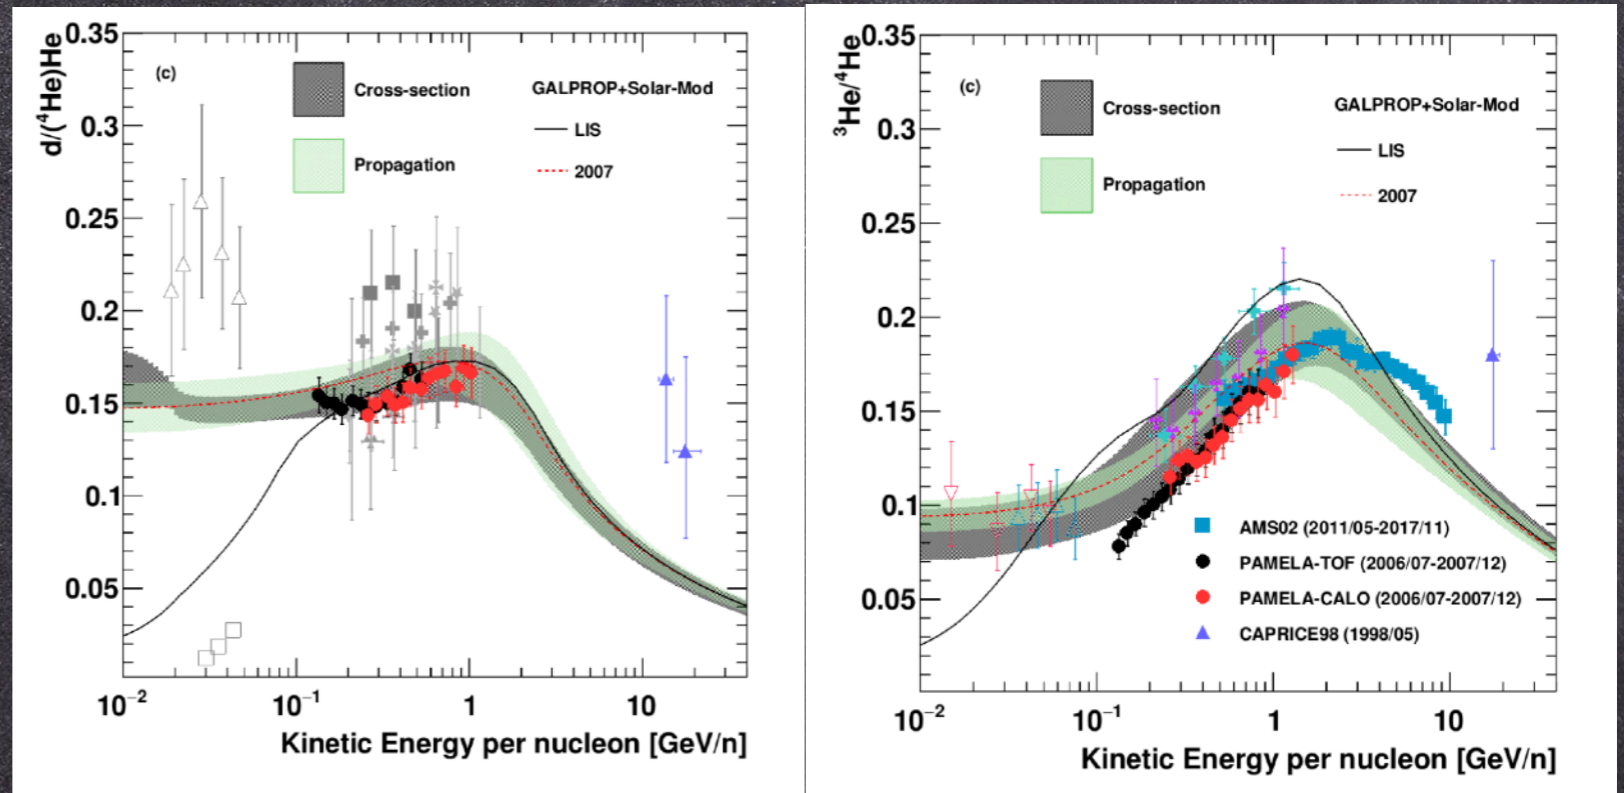 d/(⁴He)He
0.35
0.3
0.25
0.2
0.15
0.1
0.05
(c)
Cross-section
Propagation
GALPROP+Solar-Mod
LIS
2007
10⁻²
10⁻¹
1
10
Kinetic Energy per nucleon [GeV/n]
³He/⁴He
0.35
0.3
0.25
0.2
0.15
0.1
0.05
(c)
Cross-section
Propagation
GALPROP+Solar-Mod
LIS
2007
AMS02 (2011/05-2017/11)
PAMELA-TOF (2006/07-2007/12)
PAMELA-CALO (2006/07-2007/12)
CAPRICE98 (1998/05)
10⁻²
10⁻¹
1
10
Kinetic Energy per nucleon [GeV/n]